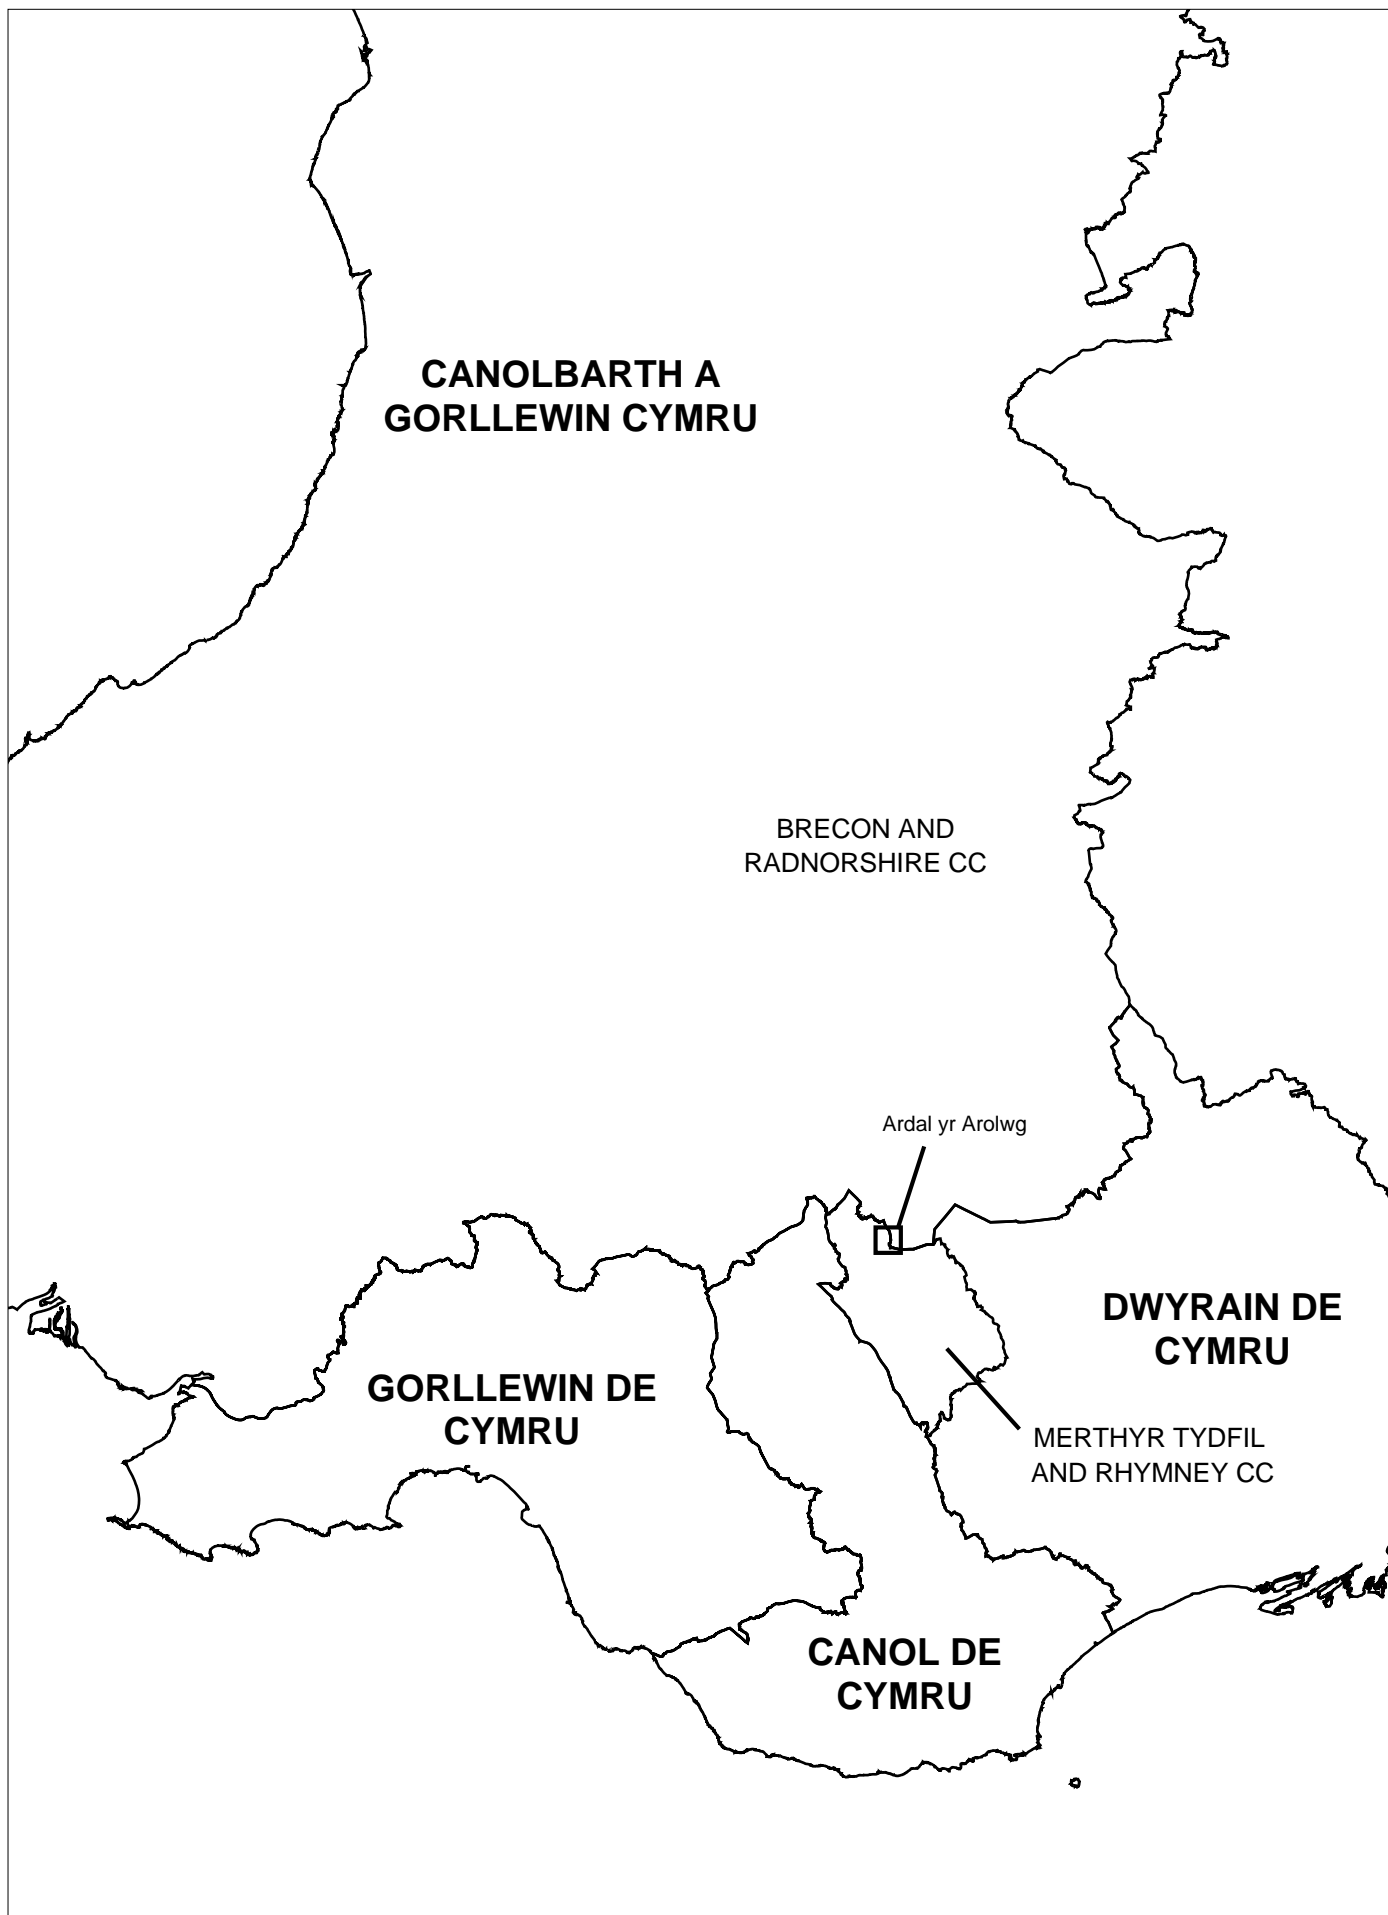 CANOLBARTH A
GORLLEWIN CYMRU
BRECON AND
RADNORSHIRE CC
Ardal yr Arolwg
DWYRAIN DE
CYMRU
GORLLEWIN DE
CYMRU
MERTHYR TYDFIL
AND RHYMNEY CC
CANOL DE
CYMRU